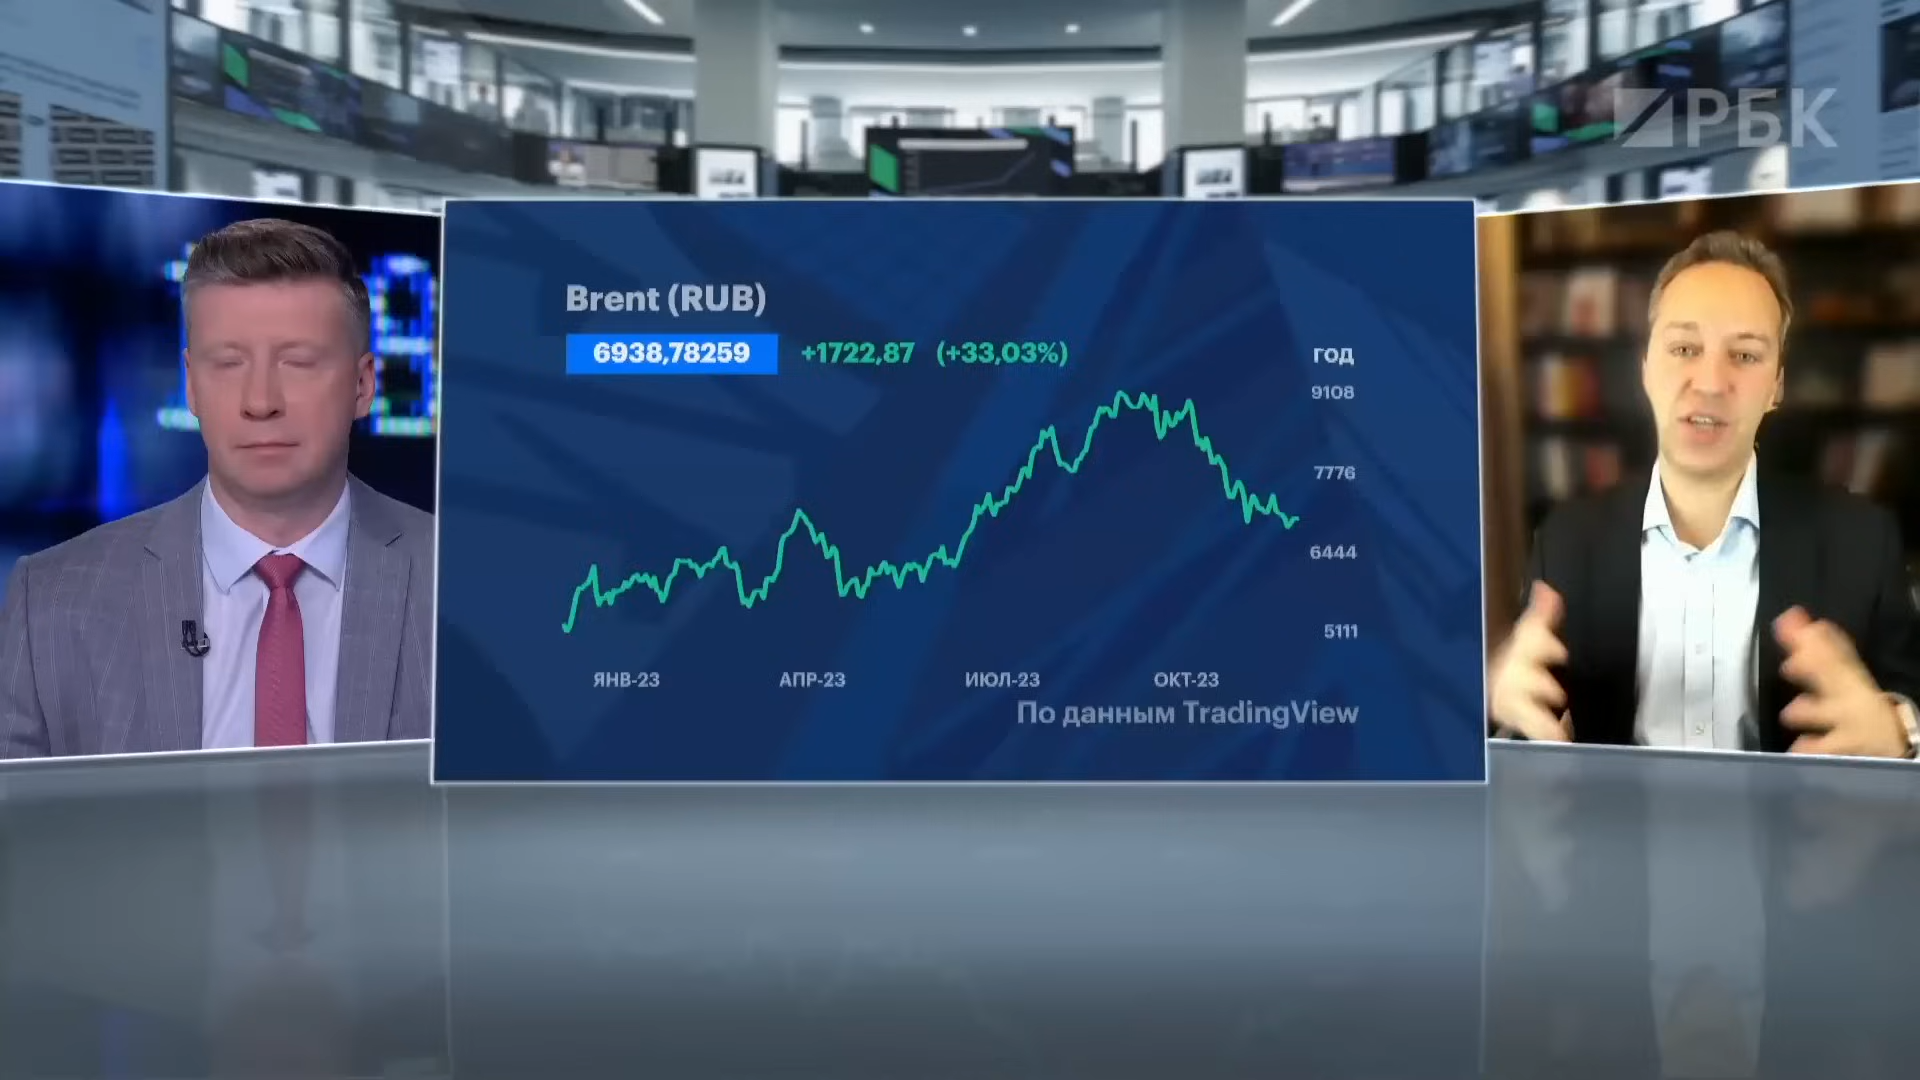 РБК
Brent (RUB)
6938,78259 +1722,87 (+33,03%)
ГОД
9108
7776
6444
5111
ЯНВ-23 АПР-23 ИЮЛ-23 ОКТ-23
По данным TradingView